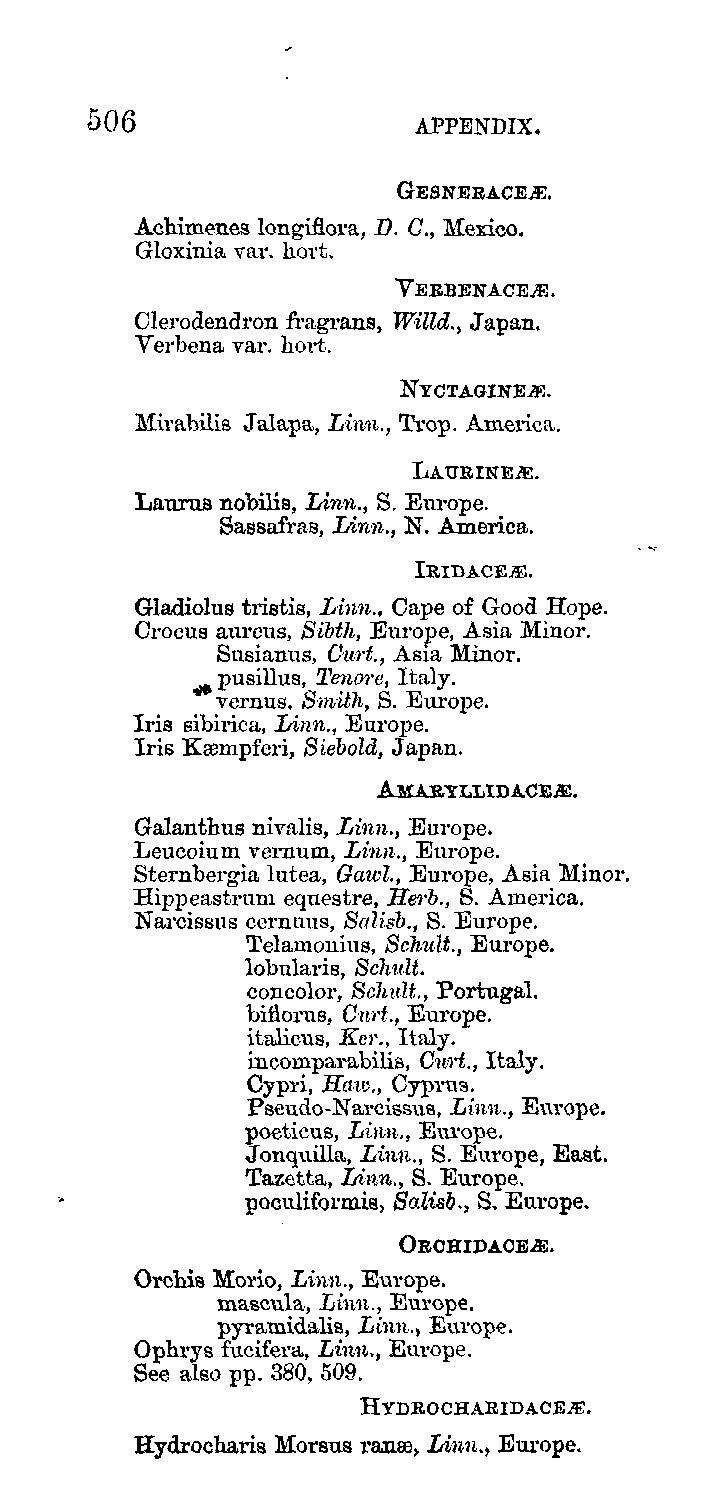 506 APPENDIX.
GESNERACEÆ.
Achimenes longiflora, D. C., Mexico.
Gloxinia var. hort.
VERBENACEÆ.
Clerodendron fragrans, Willd., Japan.
Verbena var. hort.
NYCTAGINEÆ.
Mirabilis Jalapa, Linn., Trop. America.
LAURINEÆ.
Laurus nobilis, Linn., S. Europe.
Sassafras, Linn., N. America.
IRIDACEÆ.
Gladiolus tristis, Linn., Cape of Good Hope.
Crocus aureus, Sibth, Europe, Asia Minor.
Susianus, Curt., Asia Minor.
pusillus, Tenore, Italy.
vernus, Smith, S. Europe.
Iris sibirica, Linn., Europe.
Iris Kæmpferi, Siebold, Japan.
AMARYLLIDACEÆ.
Galanthus nivalis, Linn., Europe.
Leucoium vernum, Linn., Europe.
Sternbergia lutea, Gawl., Europe, Asia Minor.
Hippeastrum equestre, Herb., S. America.
Narcissus cernuus, Salisb., S. Europe.
Telamonius, Schult., Europe.
lobularis, Schult.
concolor, Schult., Portugal.
biflorus, Curt., Europe.
italicus, Ker., Italy.
incomparabilis, Curt., Italy.
Cypri, Haw., Cyprus.
Pseudo-Narcissus, Linn., Europe.
poeticus, Linn., Europe.
Jonquilla, Linn., S. Europe, East.
Tazetta, Linn., S. Europe.
poculiformis, Salisb., S. Europe.
ORCHIDACEÆ.
Orchis Morio, Linn., Europe.
mascula, Linn., Europe.
pyramidalis, Linn., Europe.
Ophrys fucifera, Linn., Europe.
See also pp. 380, 509.
HYDROCHARIDACEÆ.
Hydrocharis Morsus ranæ, Linn., Europe.